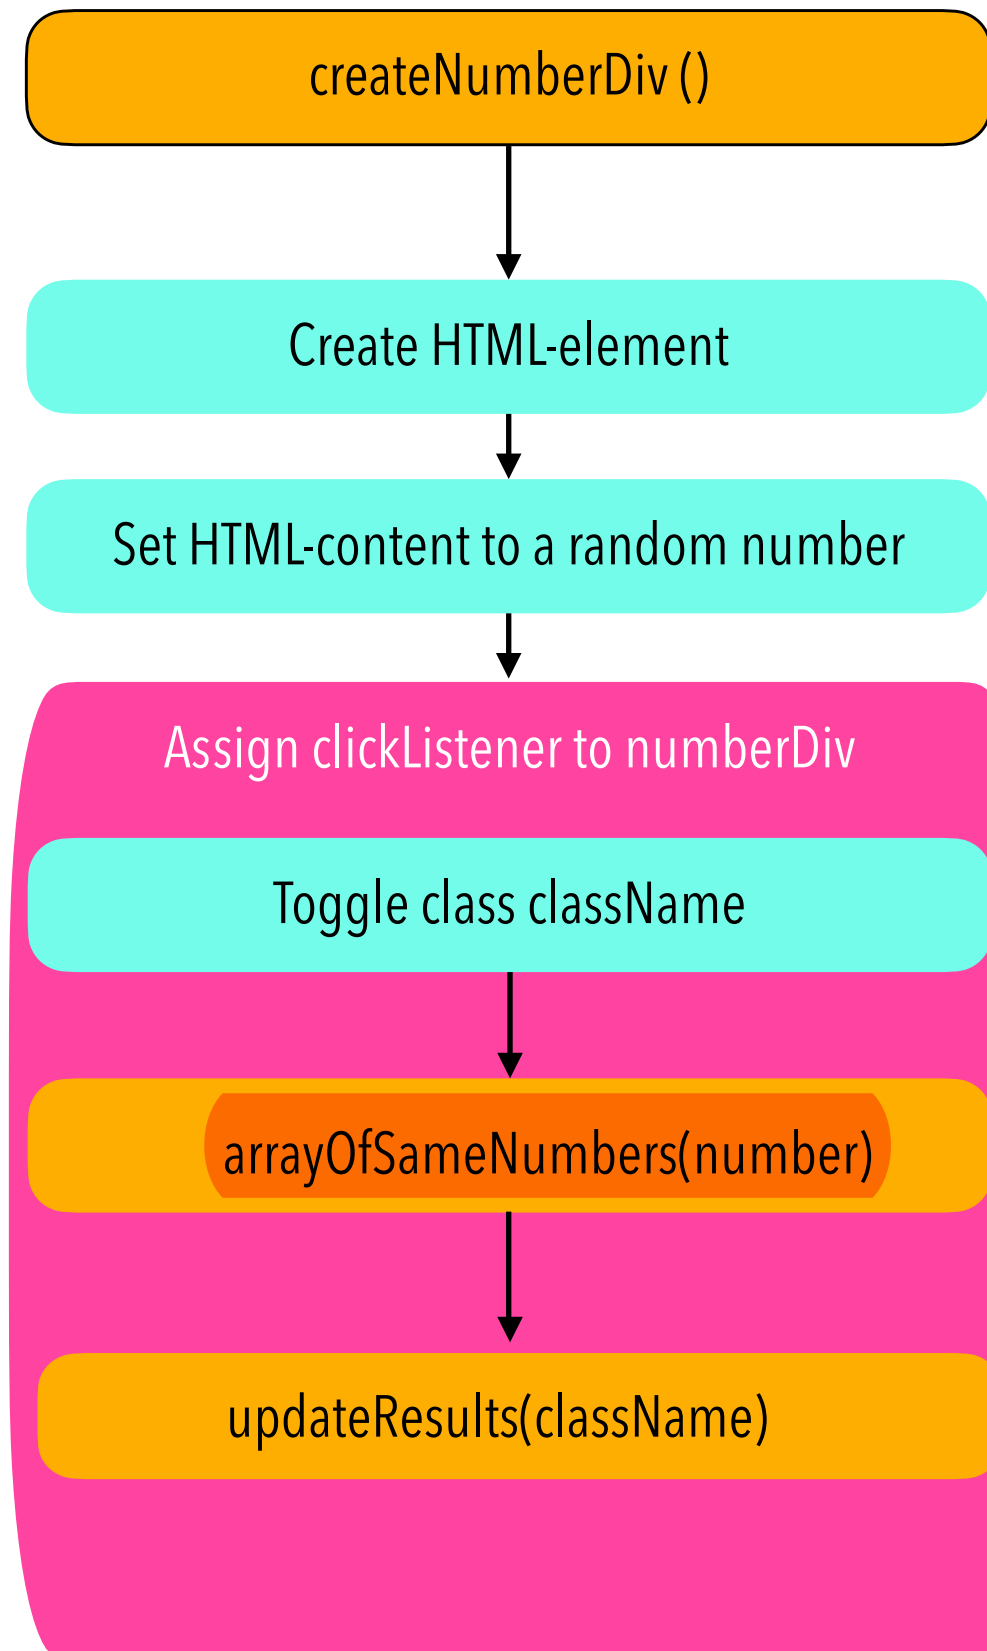 createNumberDiv ()
Create HTML-element
Set HTML-content to a random number
Assign clickListener to numberDiv
Toggle class className
arrayOfSameNumbers(number)
updateResults(className)